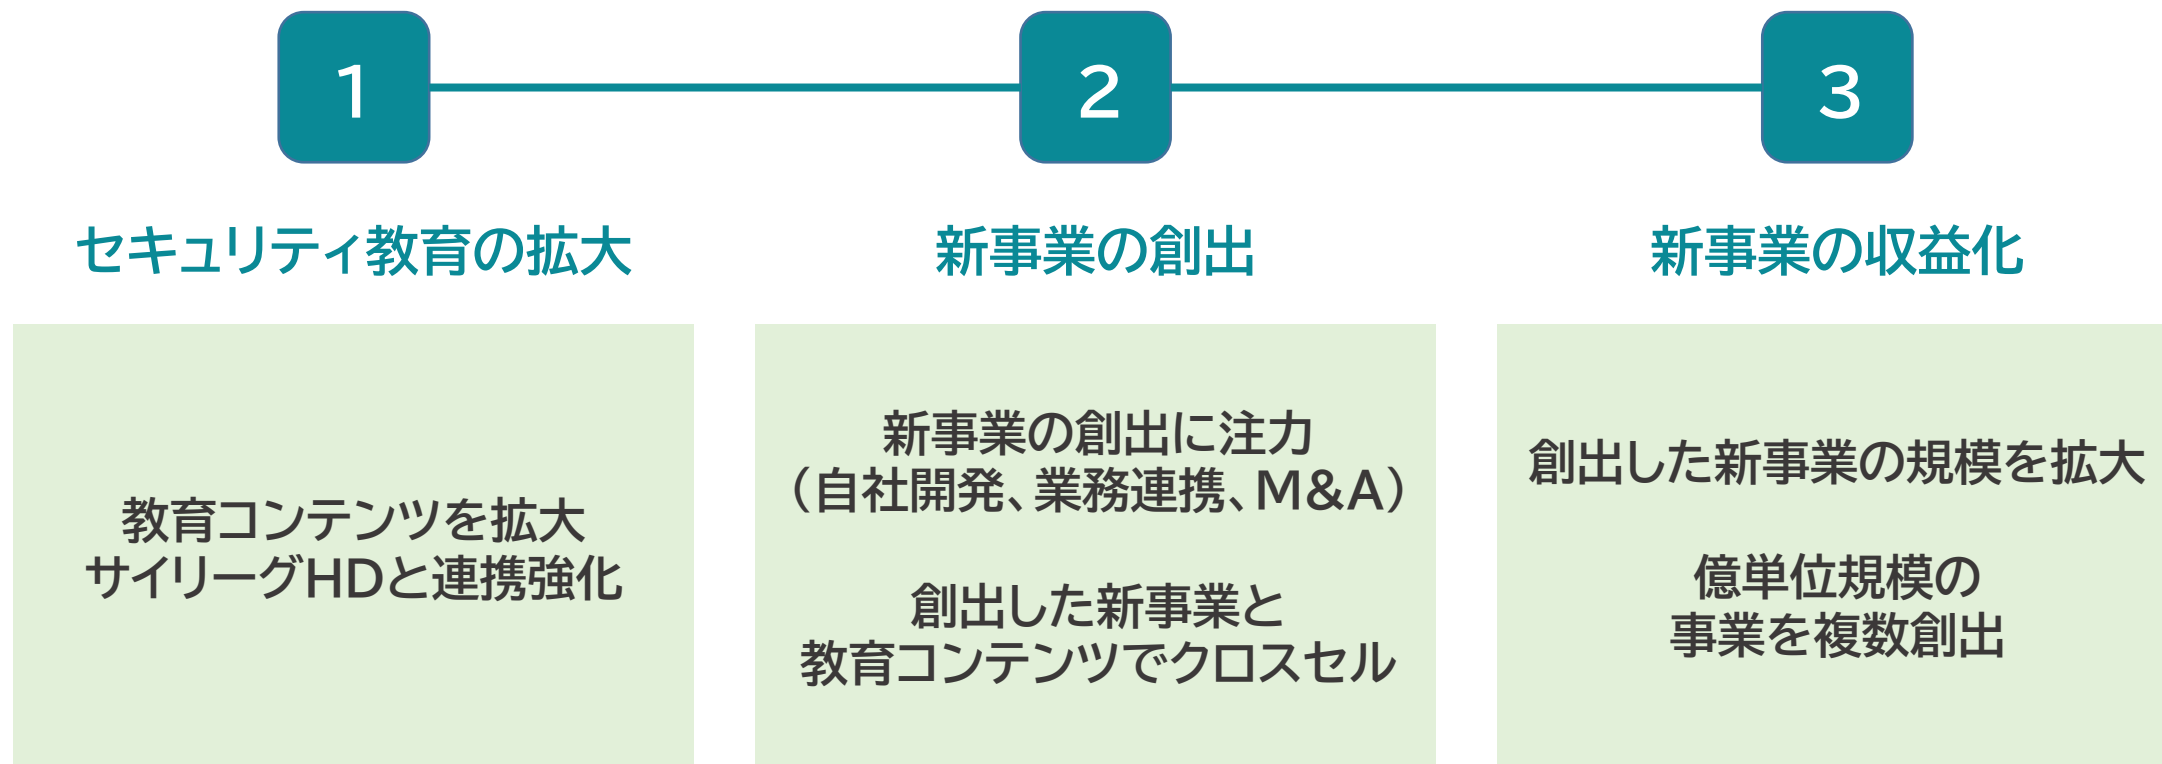 1
2
3
セキュリティ教育の拡大
新事業の創出
新事業の収益化
教育コンテンツを拡大
サイリーグHDと連携強化
新事業の創出に注力
（自社開発、業務連携、M&A）
創出した新事業と
教育コンテンツでクロスセル
創出した新事業の規模を拡大
億単位規模の
事業を複数創出